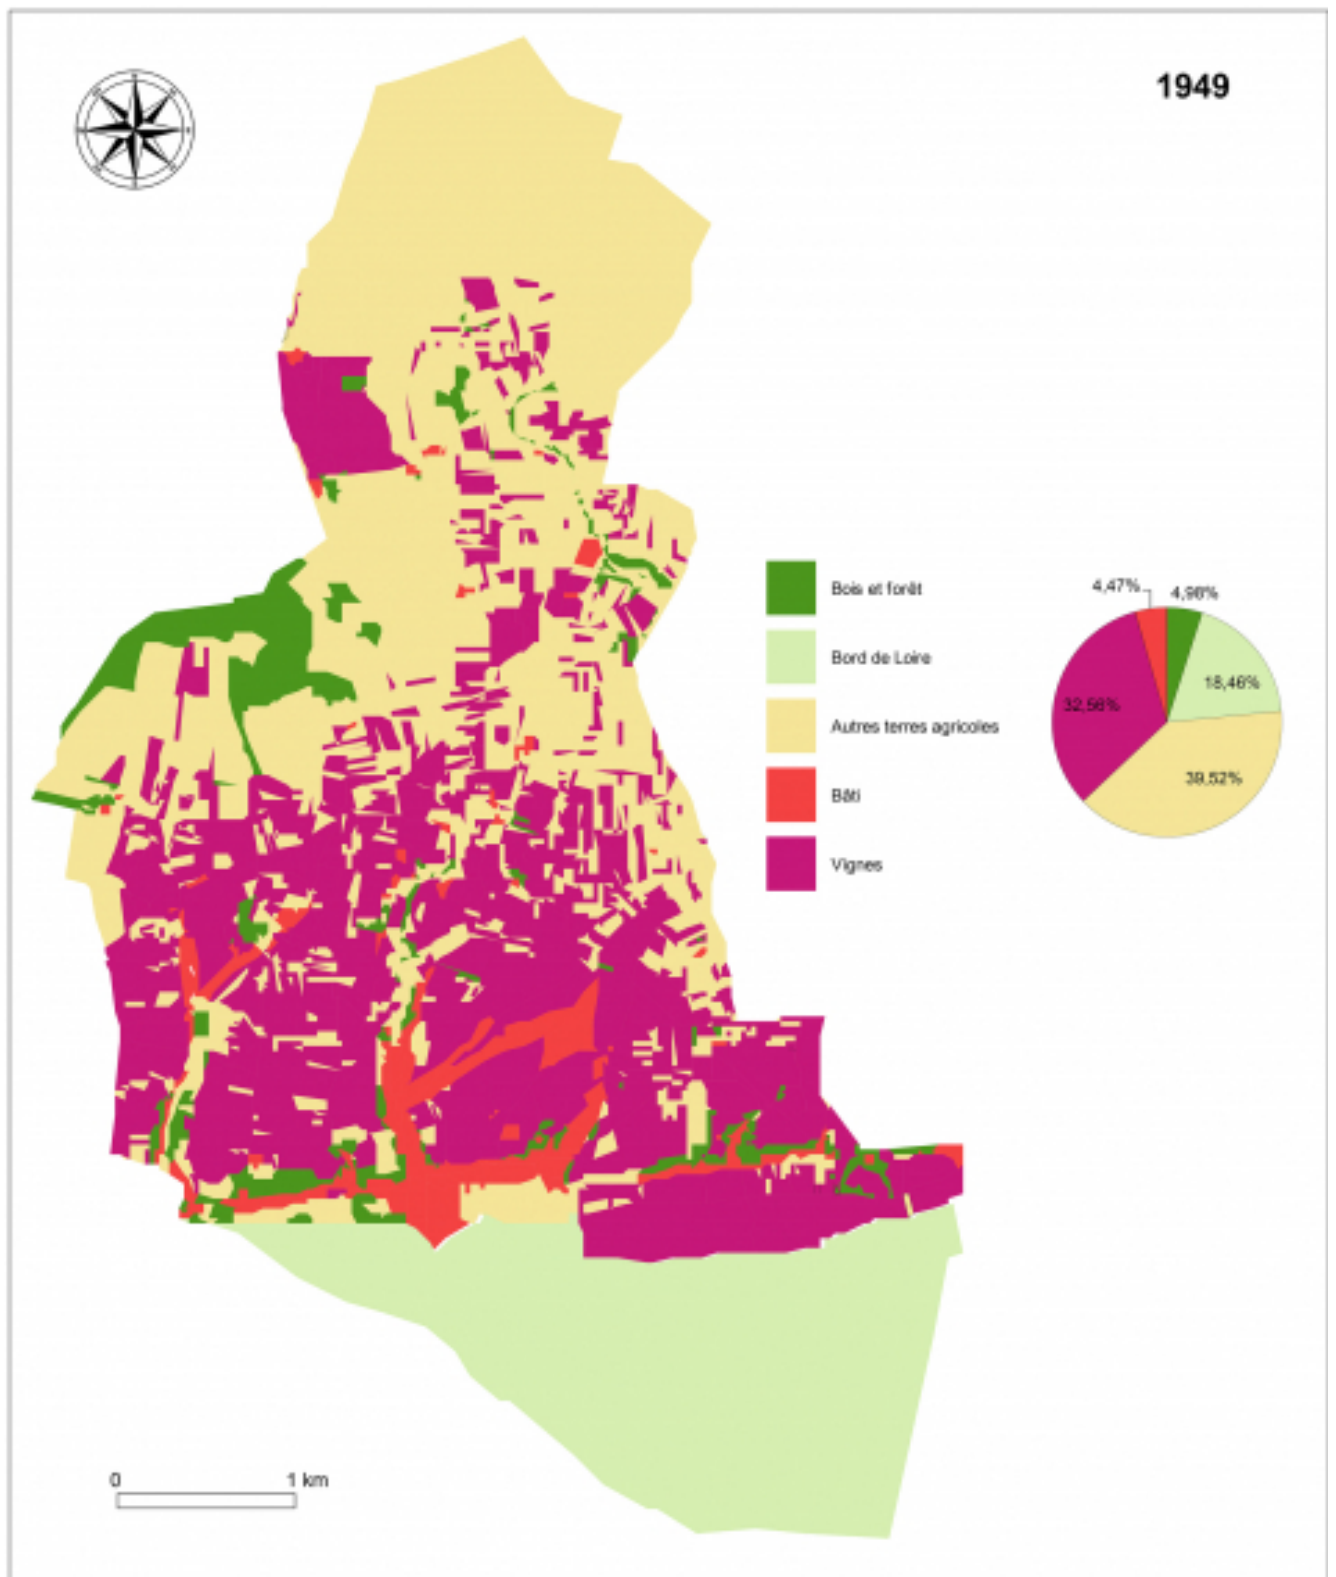 1949
Bois et forêt
Bord de Loire
Autres terres agricoles
Bâti
Vignes
4,47%
4,98%
18,46%
32,56%
39,52%
0 1 km